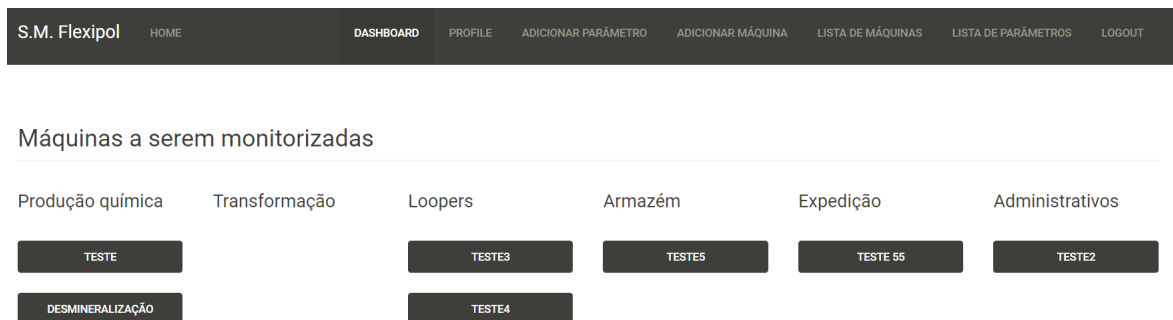 S.M. Flexipol HOME DASHBOARD PROFILE ADICIONAR PARÂMETRO ADICIONAR MÁQUINA LISTA DE MÁQUINAS LISTA DE PARÂMETROS LOGOUT
Máquinas a serem monitorizadas
Produção química Transformação Loopers Armazém Expedição Administrativos
TESTE TESTE3 TESTE5 TESTE 55 TESTE2
DESMINERALIZAÇÃO TESTE4